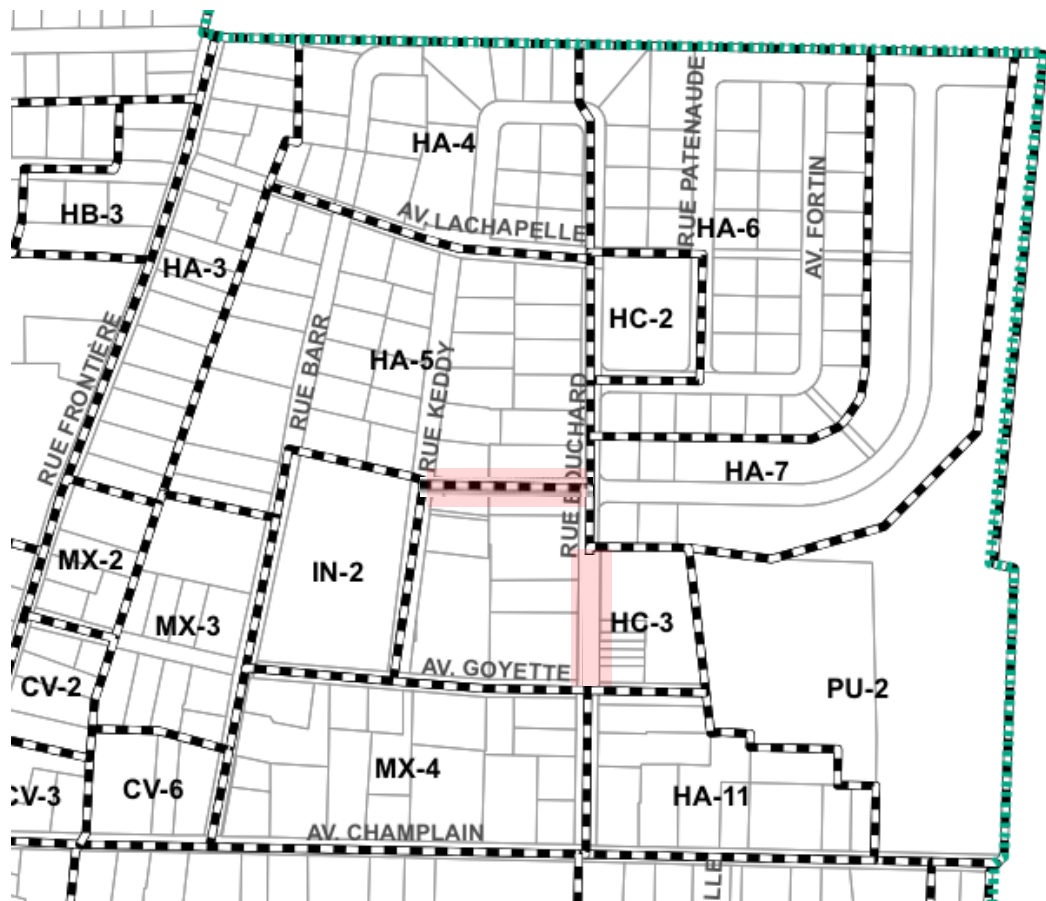 RUE PATENAUDE
HA-4
AV. FORTIN
HB-3
AV. LACHAPELLE
HA-6
HA-3
HC-2
RUE FRONTIÈRE
RUE BARR
HA-5
RUE KEDDY
RUE BOUCHARD
HA-7
MX-2
IN-2
MX-3
HC-3
CV-2
AV. GOYETTE
PU-2
MX-4
CV-3
CV-6
HA-11
AV. CHAMPLAIN
LLE